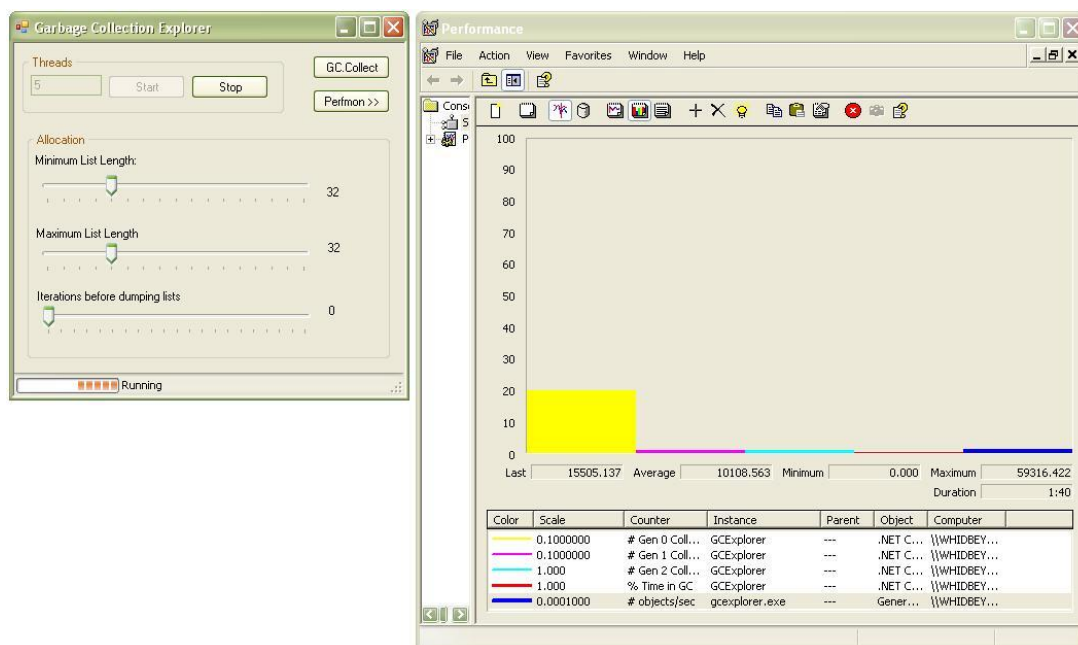 Garbage Collection Explorer
Threads
5 Start Stop
GC.Collect
Perfmon >>
Allocation
Minimum List Length:
32
Maximum List Length
32
Iterations before dumping lists
0
Running
Performance
File Action View Favorites Window Help
Cons
S
P
100
90
80
70
60
50
40
30
20
10
0
Last 15505.137 Average 10108.563 Minimum 0.000 Maximum 59316.422
Duration 1:40
Color Scale Counter Instance Parent Object Computer
0.1000000 # Gen 0 Coll... GCExplorer --- .NET C... \\WHIDBEY...
0.1000000 # Gen 1 Coll... GCExplorer --- .NET C... \\WHIDBEY...
1.000 # Gen 2 Coll... GCExplorer --- .NET C... \\WHIDBEY...
1.000 % Time in GC GCExplorer --- .NET C... \\WHIDBEY...
0.0001000 # objects/sec gcexplorer.exe --- Gener... \\WHIDBEY...